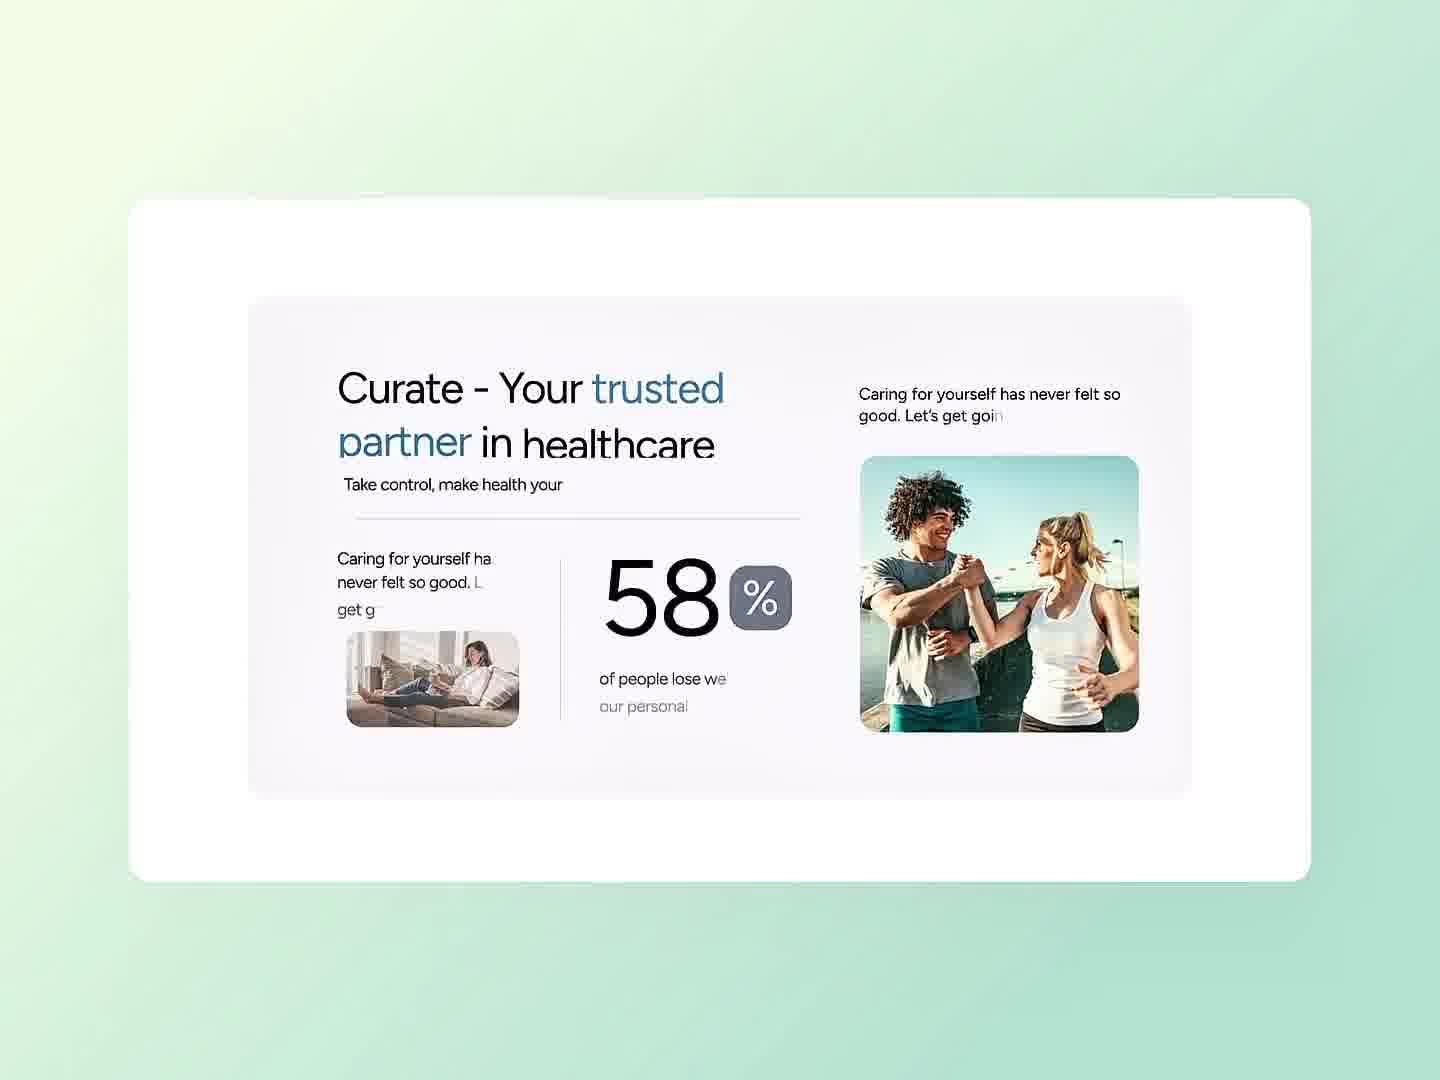 Curate - Your trusted
partner in healthcare
Take control, make health your
Caring for yourself ha
never felt so good. L
get g
58%
of people lose we
our personal
Caring for yourself has never felt so
good. Let's get goin